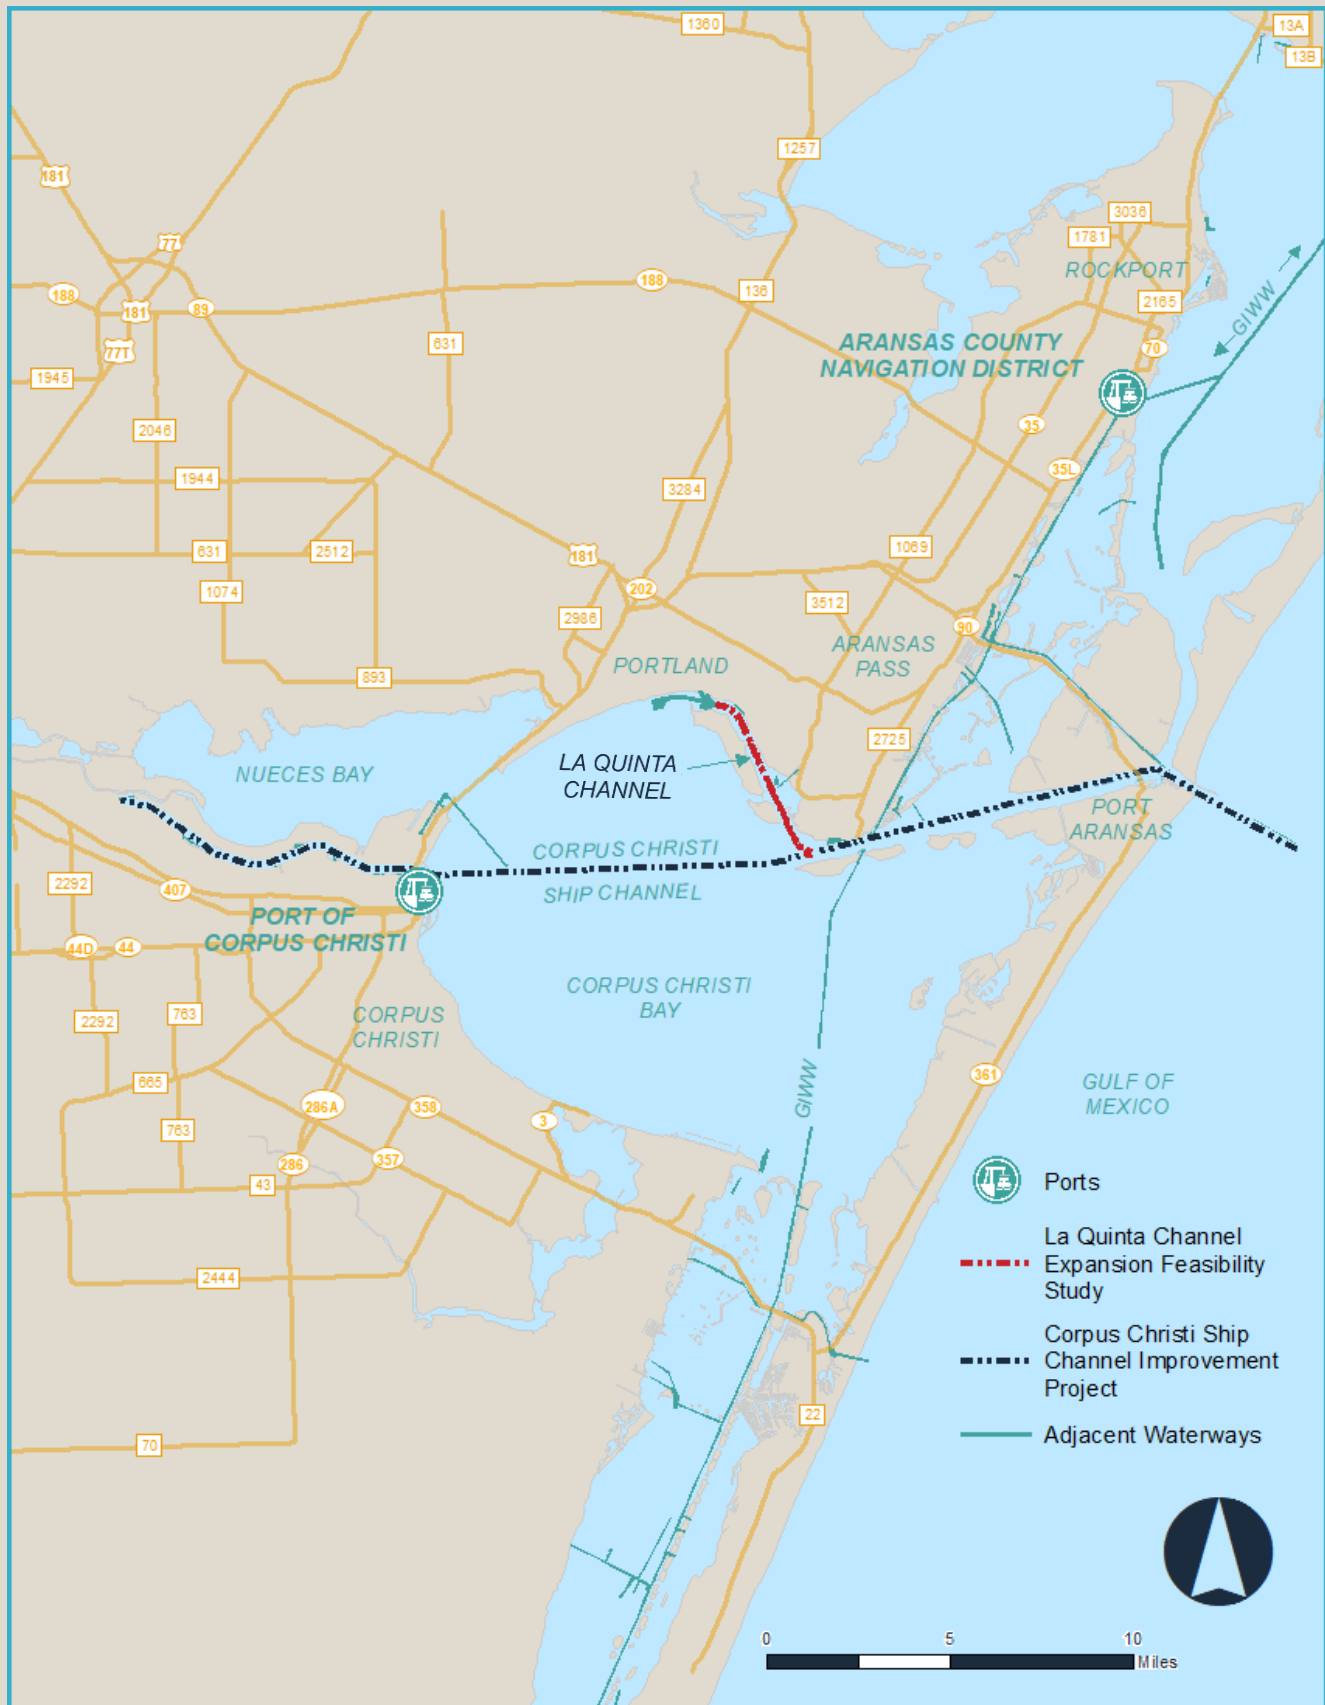 1360
13A
13B
1257
181
77
3036
1781
ROCKPORT
188
188
136
2165
GIWW
181
89
631
77T
ARANSAS COUNTY
NAVIGATION DISTRICT
70
1945
2046
35
35L
1944
3284
631
2512
181
1069
1074
202
2986
3512
90
ARANSAS
PASS
PORTLAND
893
2725
LA QUINTA
CHANNEL
NUECES BAY
PORT
ARANSAS
CORPUS CHRISTI
SHIP CHANNEL
2292
407
PORT OF
CORPUS CHRISTI
44D
44
CORPUS CHRISTI
BAY
763
2292
CORPUS
CHRISTI
665
361
GIWW
GULF OF
MEXICO
286A
358
3
763
286
357
43
Ports
La Quinta Channel
Expansion Feasibility
Study
2444
Corpus Christi Ship
Channel Improvement
Project
22
Adjacent Waterways
70
0
5
10
Miles